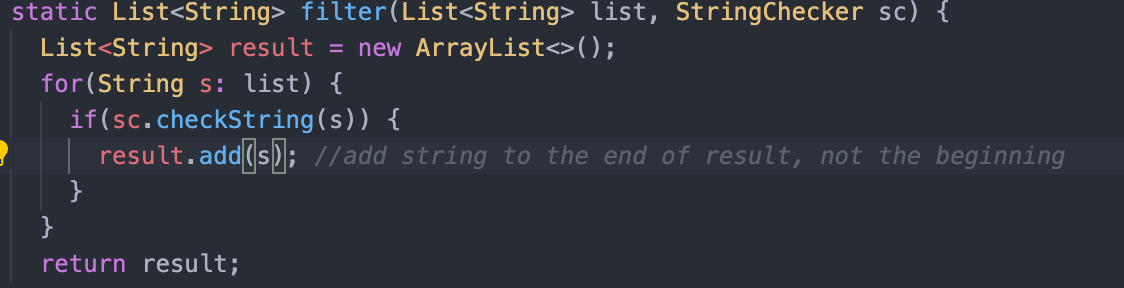 static List<String> filter(List<String> list, StringChecker sc) {
List<String> result = new ArrayList<>();
for(String s: list) {
if(sc.checkString(s)) {
result.add(s); //add string to the end of result, not the beginning
}
}
return result;